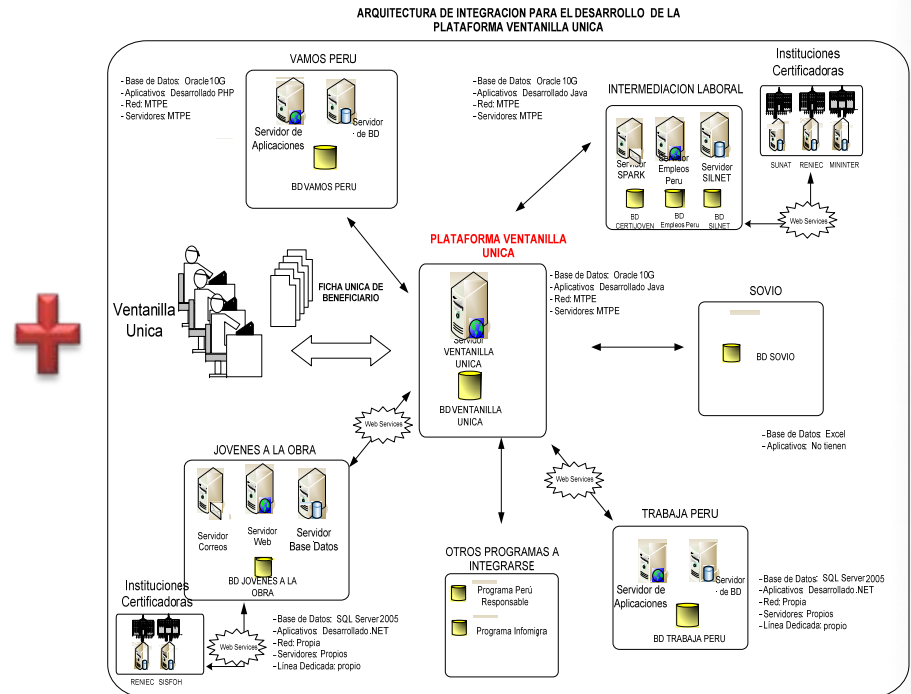 ARQUITECTURA DE INTEGRACION PARA EL DESARROLLO DE LA
PLATAFORMA VENTANILLA UNICA
VAMOS PERU
- Base de Datos: Oracle 10G
- Aplicativos: Desarrollado PHP
- Red: MTPE
- Servidores: MTPE
Servidor de
Aplicaciones
Servidor
· de BD
BD VAMOS PERU
- Base de Datos: Oracle 10G
- Aplicativos: Desarrollado Java
- Red: MTPE
- Servidores: MTPE
INTERMEDIACION LABORAL
Servidor
SPARK
Servidor
Empleos
Peru
Servidor
SILNET
BD
CERTIJOVEN
BD
Empleos Peru
BD
SILNET
Instituciones
Certificadoras
SUNAT
RENIEC
MININTER
Web Services
Ventanilla
Unica
FICHA UNICA DE
BENEFICIARIO
PLATAFORMA VENTANILLA
UNICA
Servidor
VENTANILLA
UNICA
BD VENTANILLA
UNICA
- Base de Datos: Oracle 10G
- Aplicativos: Desarrollado Java
- Red: MTPE
- Servidores: MTPE
SOVIO
BD SOVIO
- Base de Datos: Excel
- Aplicativos: No tienen
Web Services
JOVENES A LA OBRA
Servidor
Correos
Servidor
Web
Servidor
Base Datos
BD JOVENES A LA
OBRA
Instituciones
Certificadoras
RENIEC
SISFOH
Web Services
- Base de Datos: SQL Server 2005
- Aplicativos: Desarrollado .NET
- Red: Propia
- Servidores: Propios
- Línea Dedicada: propio
OTROS PROGRAMAS A
INTEGRARSE
Programa Perú
Responsable
Programa Infomigra
Web Services
TRABAJA PERU
Servidor de
Aplicaciones
Servidor
· de BD
BD TRABAJA PERU
- Base de Datos: SQL Server 2005
- Aplicativos: Desarrollado .NET
- Red: Propia
- Servidores: Propios
- Línea Dedicada: propio